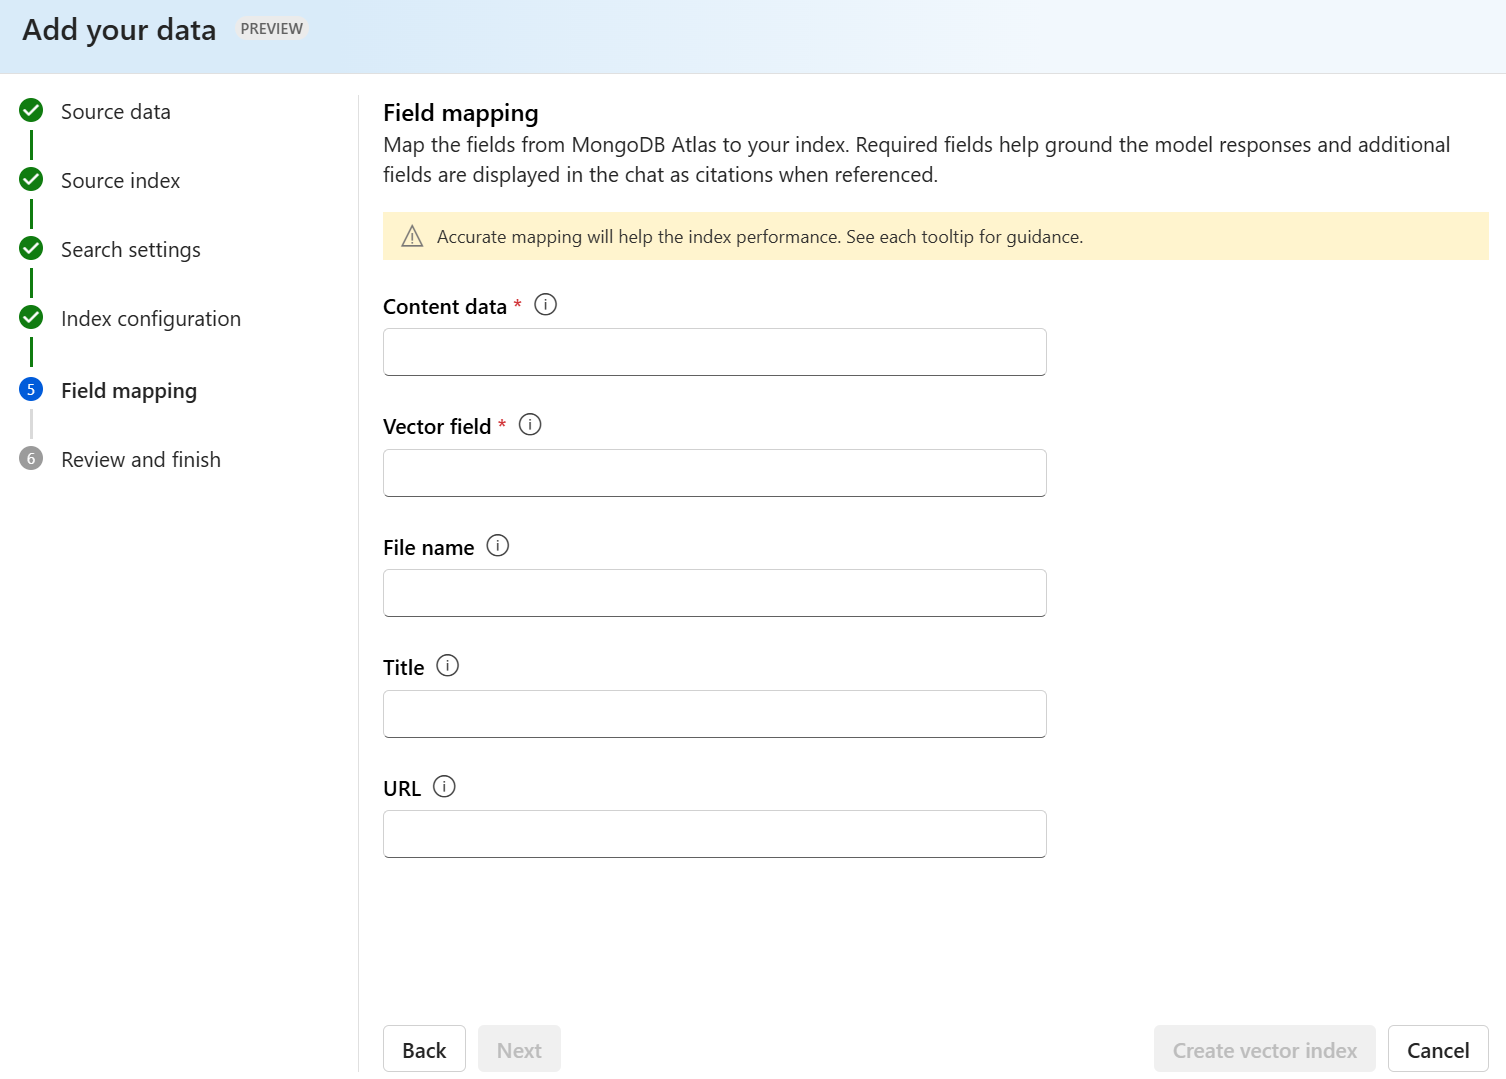 Add your data PREVIEW
Source data
Source index
Search settings
Index configuration
5 Field mapping
6 Review and finish
Field mapping
Map the fields from MongoDB Atlas to your index. Required fields help ground the model responses and additional
fields are displayed in the chat as citations when referenced.
Accurate mapping will help the index performance. See each tooltip for guidance.
Content data *
Vector field *
File name
Title
URL
Back Next Create vector index Cancel